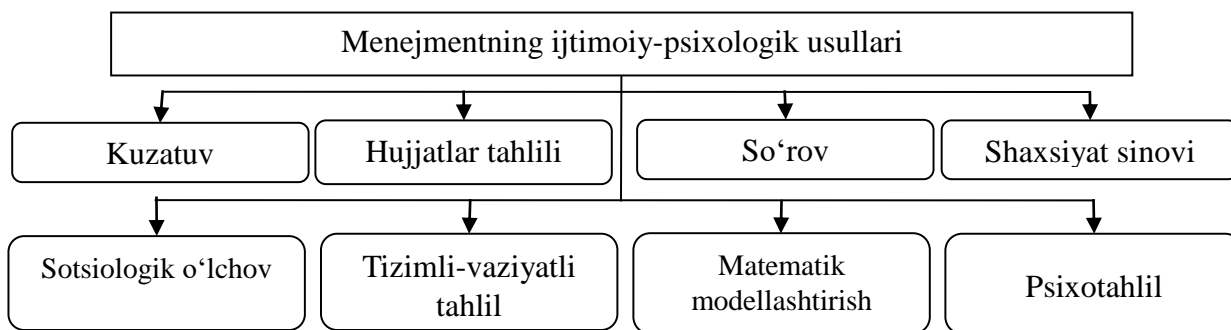 Menejmentning ijtimoiy-psixologik usullari
Kuzatuv
Hujjatlar tahlili
So‘rov
Shaxsiyat sinovi
Sotsiologik o‘lchov
Tizimli-vaziyatli
tahlil
Matematik
modellashtirish
Psixotahlil